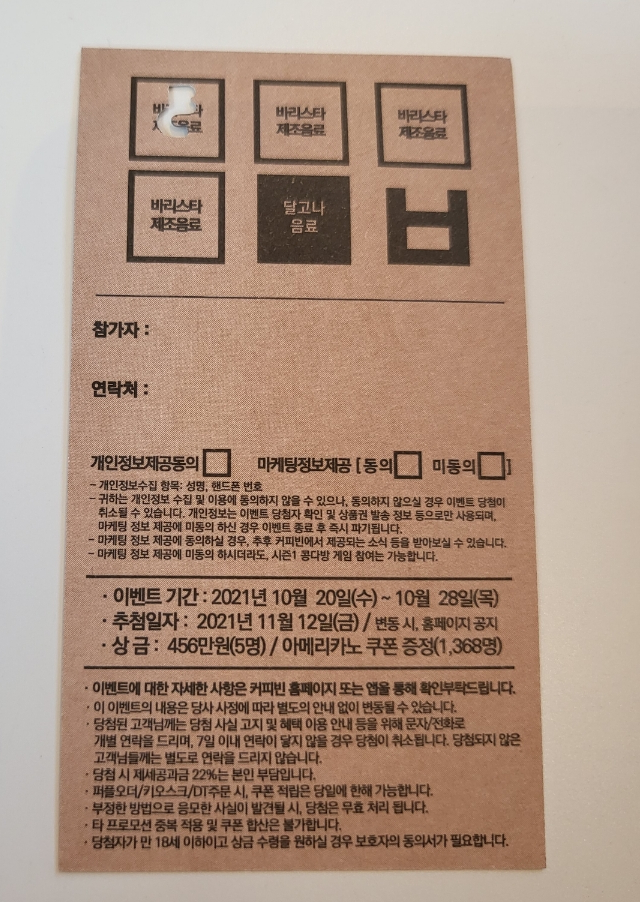 바리스타
제조음료
바리스타
제조음료
바리스타
제조음료
달고나
음료
참가자 :
연락처 :
개인정보제공동의 마케팅정보제공 [ 동의 미동의 ]
- 개인정보수집 항목: 성명, 핸드폰 번호
- 귀하는 개인정보 수집 및 이용에 동의하지 않을 수 있으나, 동의하지 않으실 경우 이벤트 당첨이
취소될 수 있습니다. 개인정보는 이벤트 당첨자 확인 및 상품권 발송 정보 등으로만 사용되며,
마케팅 정보 제공에 미동의 하신 경우 이벤트 종료 후 즉시 파기됩니다.
- 마케팅 정보 제공에 동의하실 경우, 추후 커피빈에서 제공되는 소식 등을 받아보실 수 있습니다.
- 마케팅 정보 제공에 미동의 하시더라도, 시즌1 콩다방 게임 참여는 가능합니다.
· 이벤트 기간 : 2021년 10월 20일(수) ~ 10월 28일(목)
· 추첨일자 : 2021년 11월 12일(금) / 변동 시, 홈페이지 공지
· 상 금 : 456만원(5명) / 아메리카노 쿠폰 증정(1,368명)
· 이벤트에 대한 자세한 사항은 커피빈 홈페이지 또는 앱을 통해 확인부탁드립니다.
· 이 이벤트의 내용은 당사 사정에 따라 별도의 안내 없이 변동될 수 있습니다.
· 당첨된 고객님께는 당첨 사실 고지 및 혜택 이용 안내 등을 위해 문자/전화로
개별 연락을 드리며, 7일 이내 연락이 닿지 않을 경우 당첨이 취소됩니다. 당첨되지 않은
고객님들께는 별도로 연락을 드리지 않습니다.
· 당첨 시 제세공과금 22%는 본인 부담입니다.
· 퍼플오더/키오스크/DT주문 시, 쿠폰 적립은 당일에 한해 가능합니다.
· 부정한 방법으로 응모한 사실이 발견될 시, 당첨은 무효 처리 됩니다.
· 타 프로모션 중복 적용 및 쿠폰 합산은 불가합니다.
· 당첨자가 만 18세 이하이고 상금 수령을 원하실 경우 보호자의 동의서가 필요합니다.